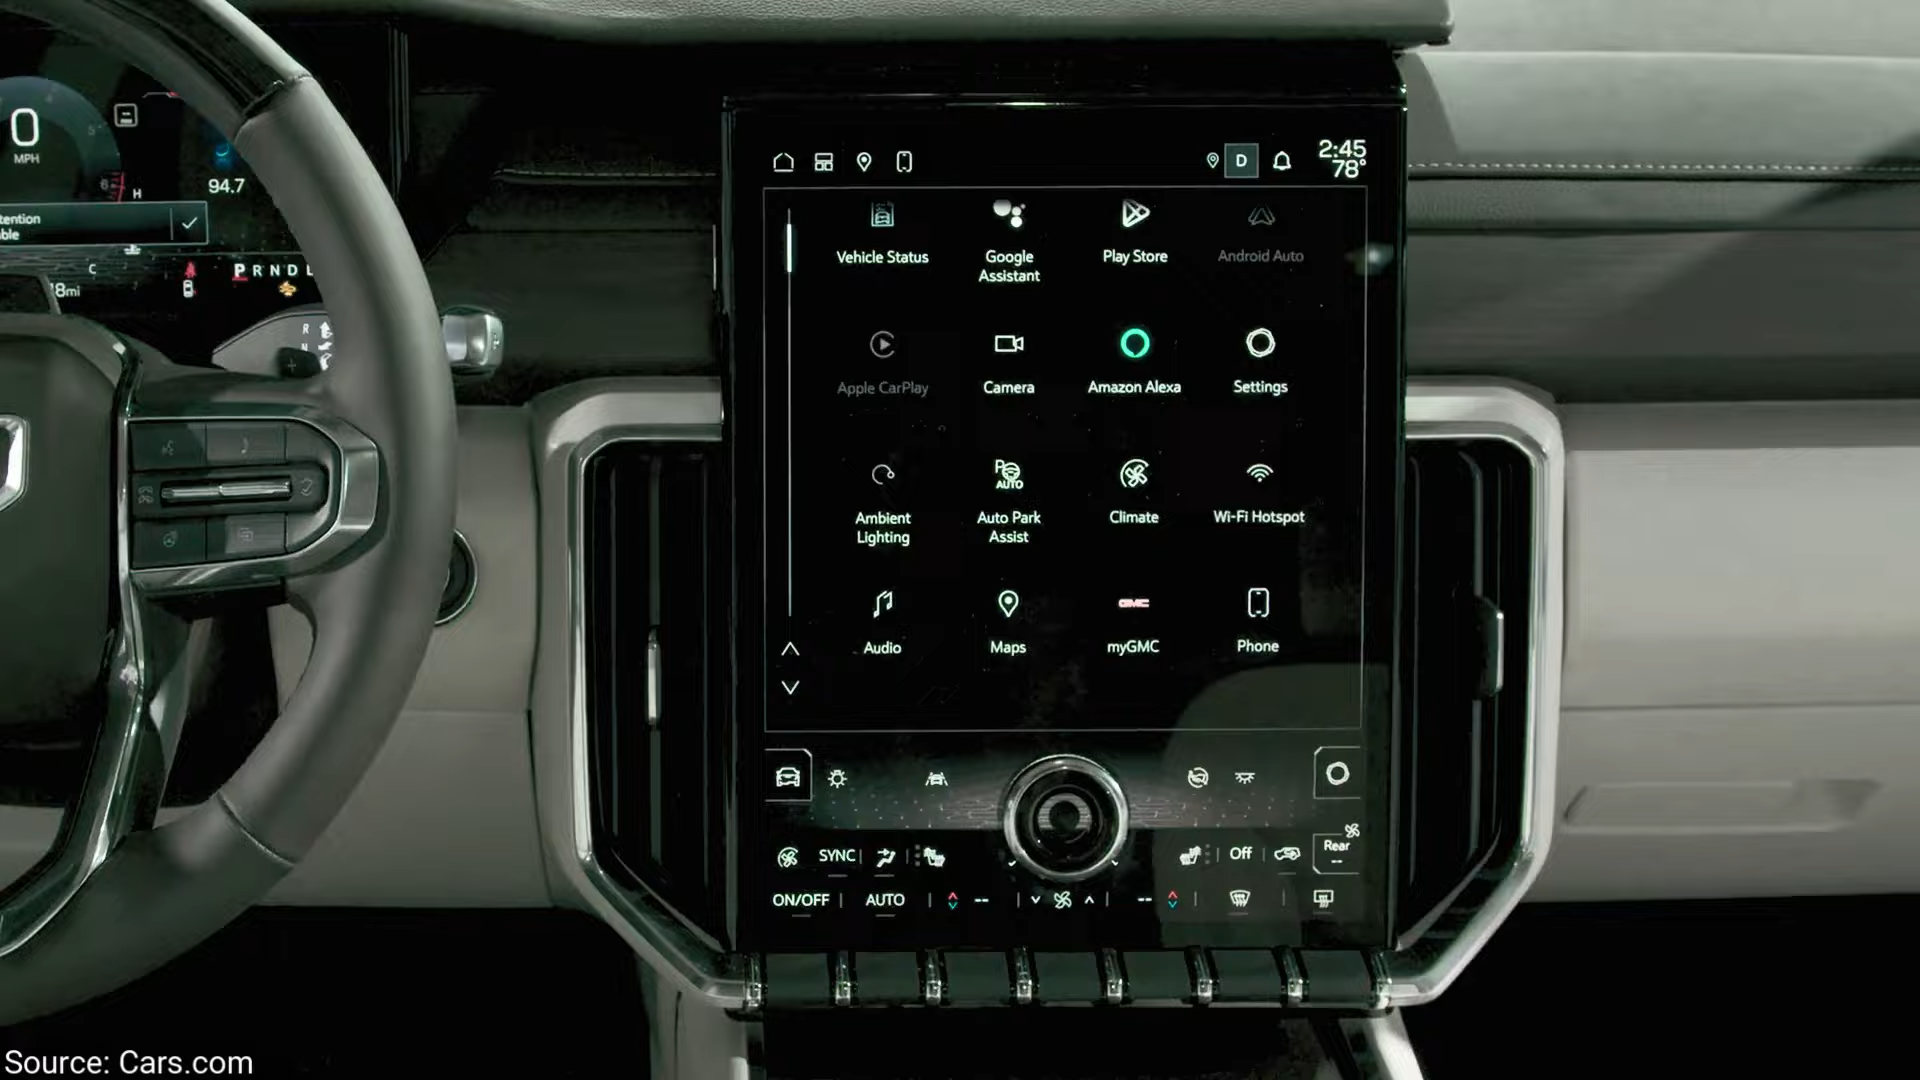 0
MPH
H
94.7
C
P R N D L
8mi
R
N
D
2:45
78°
Vehicle Status
Google
Assistant
Play Store
Android Auto
Apple CarPlay
Camera
Amazon Alexa
Settings
Ambient
Lighting
P
AUTO
Auto Park
Assist
Climate
Wi-Fi Hotspot
Audio
Maps
GMC
myGMC
Phone
SYNC
Off
Rear
--
ON/OFF
AUTO
--
--
Source: Cars.com